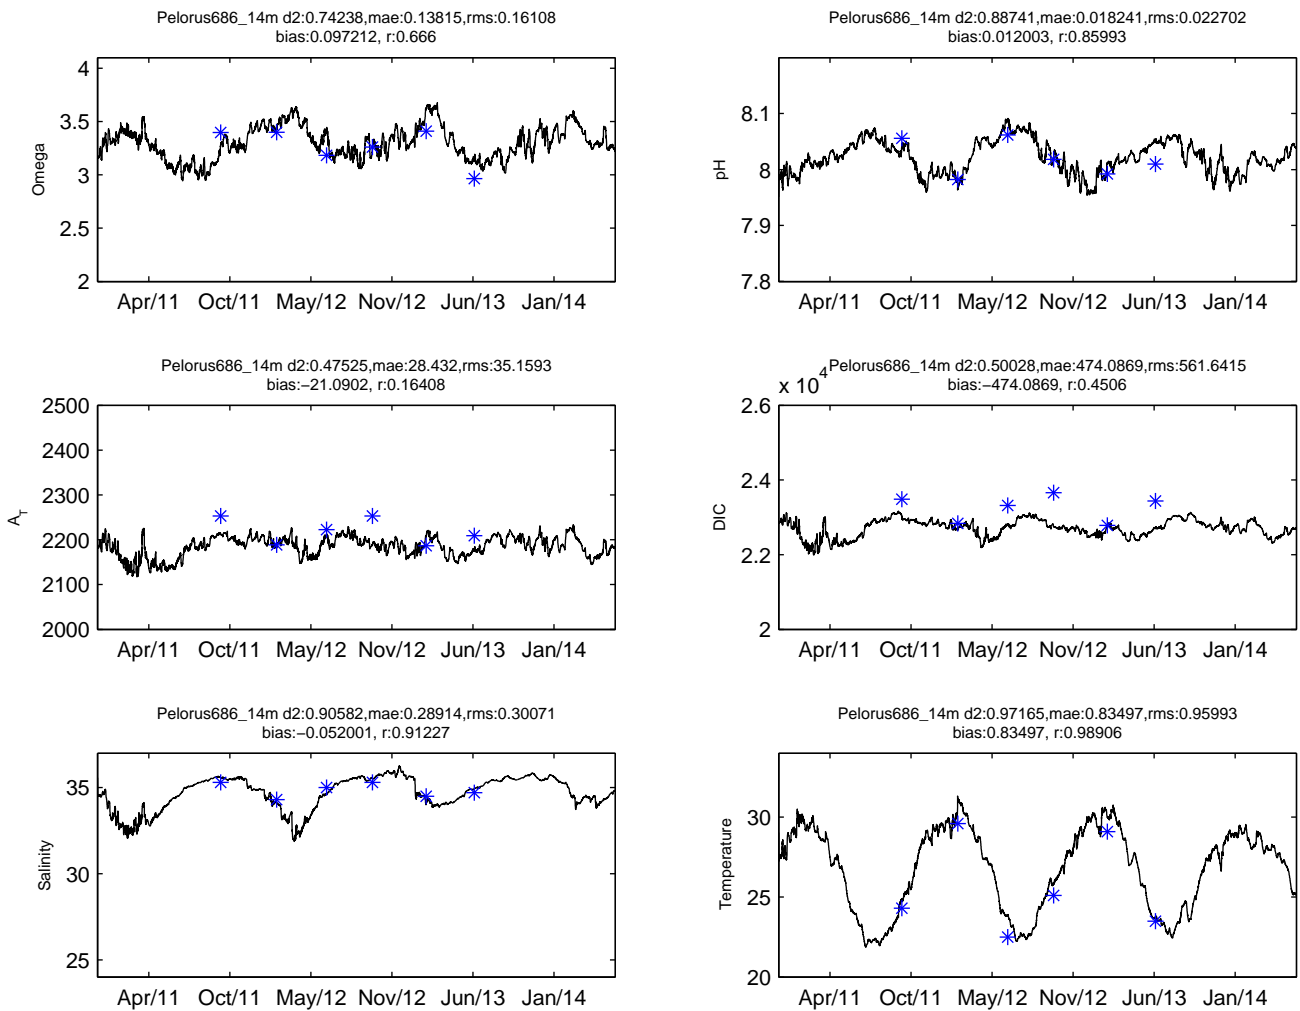 Pelorus686_14m d2:0.74238,mae:0.13815,rms:0.16108
bias:0.097212, r:0.666
4
3.5
3
2.5
2
Omega
Apr/11 Oct/11 May/12 Nov/12 Jun/13 Jan/14
Pelorus686_14m d2:0.88741,mae:0.018241,rms:0.022702
bias:0.012003, r:0.85993
8.1
8
7.9
7.8
pH
Apr/11 Oct/11 May/12 Nov/12 Jun/13 Jan/14
Pelorus686_14m d2:0.47525,mae:28.432,rms:35.1593
bias:−21.0902, r:0.16408
2500
2400
2300
2200
2100
2000
A_T
Apr/11 Oct/11 May/12 Nov/12 Jun/13 Jan/14
Pelorus686_14m d2:0.50028,mae:474.0869,rms:561.6415
bias:−474.0869, r:0.4506
x 10^4
2.6
2.4
2.2
2
DIC
Apr/11 Oct/11 May/12 Nov/12 Jun/13 Jan/14
Pelorus686_14m d2:0.90582,mae:0.28914,rms:0.30071
bias:−0.052001, r:0.91227
35
30
25
Salinity
Apr/11 Oct/11 May/12 Nov/12 Jun/13 Jan/14
Pelorus686_14m d2:0.97165,mae:0.83497,rms:0.95993
bias:0.83497, r:0.98906
30
25
20
Temperature
Apr/11 Oct/11 May/12 Nov/12 Jun/13 Jan/14